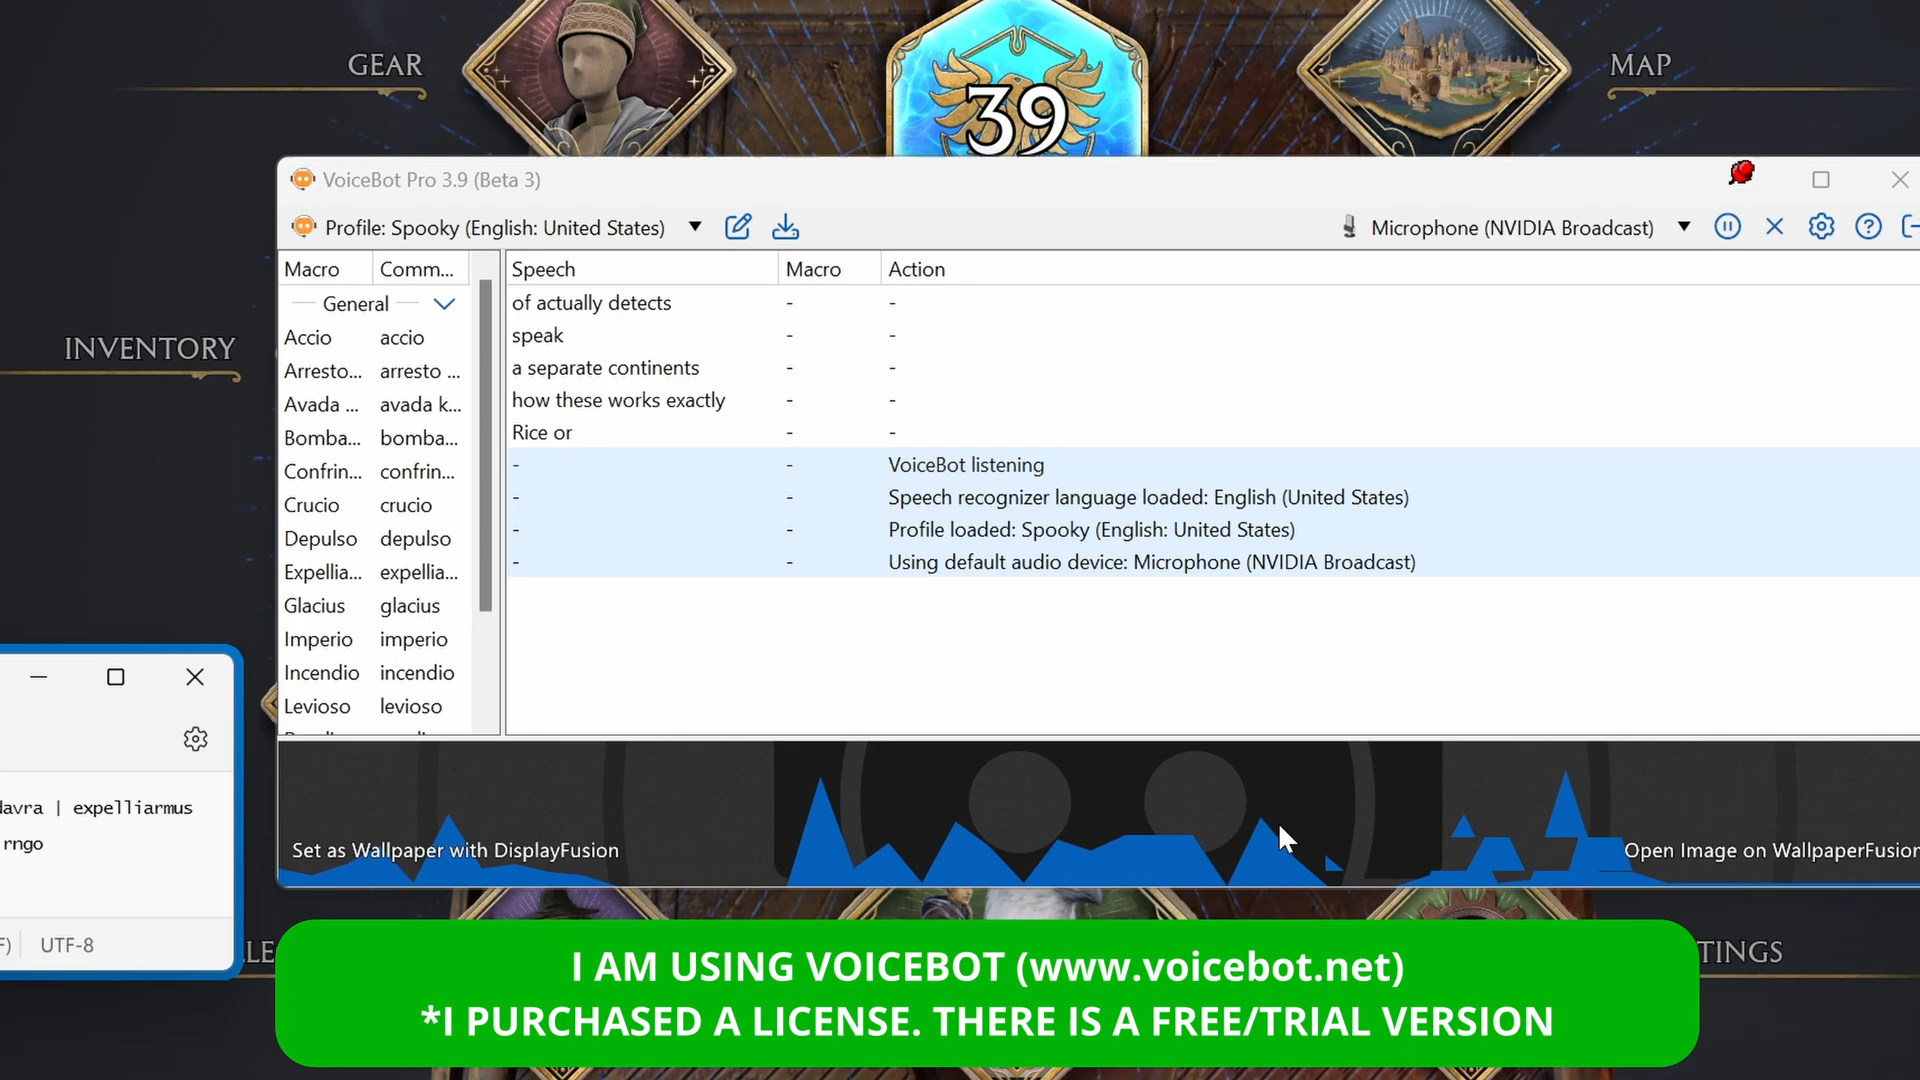 GEAR
39
MAP
VoiceBot Pro 3.9 (Beta 3)
Profile: Spooky (English: United States)
Microphone (NVIDIA Broadcast)
Macro Comm...
Speech Macro Action
General
Accio accio
Arresto... arresto ...
Avada ... avada k...
Bomba... bomba...
Confrin... confrin...
Crucio crucio
Depulso depulso
Expellia... expellia...
Glacius glacius
Imperio imperio
Incendio incendio
Levioso levioso
of actually detects - -
speak - -
a separate continents - -
how these works exactly - -
Rice or - -
- - VoiceBot listening
- - Speech recognizer language loaded: English (United States)
- - Profile loaded: Spooky (English: United States)
- - Using default audio device: Microphone (NVIDIA Broadcast)
INVENTORY
davra | expelliarmus
rngo
F) UTF-8
Set as Wallpaper with DisplayFusion
Open Image on WallpaperFusion
LE
TINGS
I AM USING VOICEBOT (www.voicebot.net)
*I PURCHASED A LICENSE. THERE IS A FREE/TRIAL VERSION